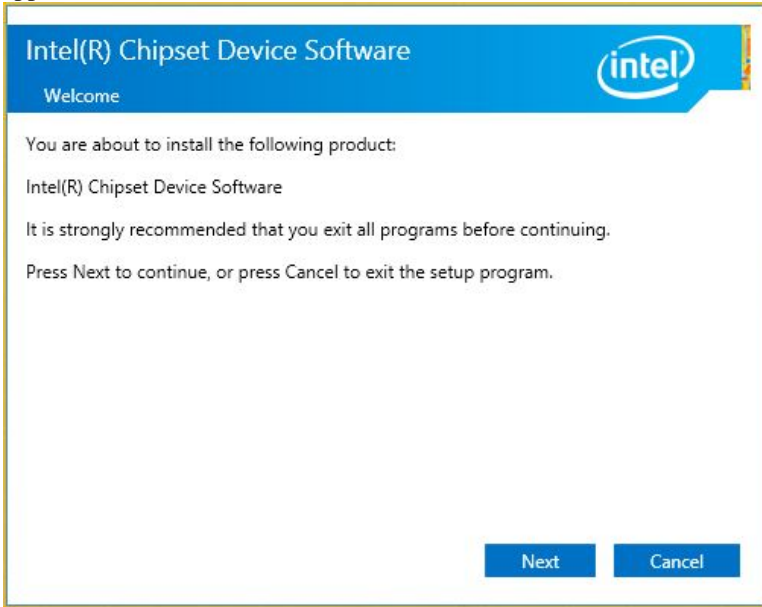 Intel(R) Chipset Device Software
intel
Welcome
You are about to install the following product:
Intel(R) Chipset Device Software
It is strongly recommended that you exit all programs before continuing.
Press Next to continue, or press Cancel to exit the setup program.
Next
Cancel